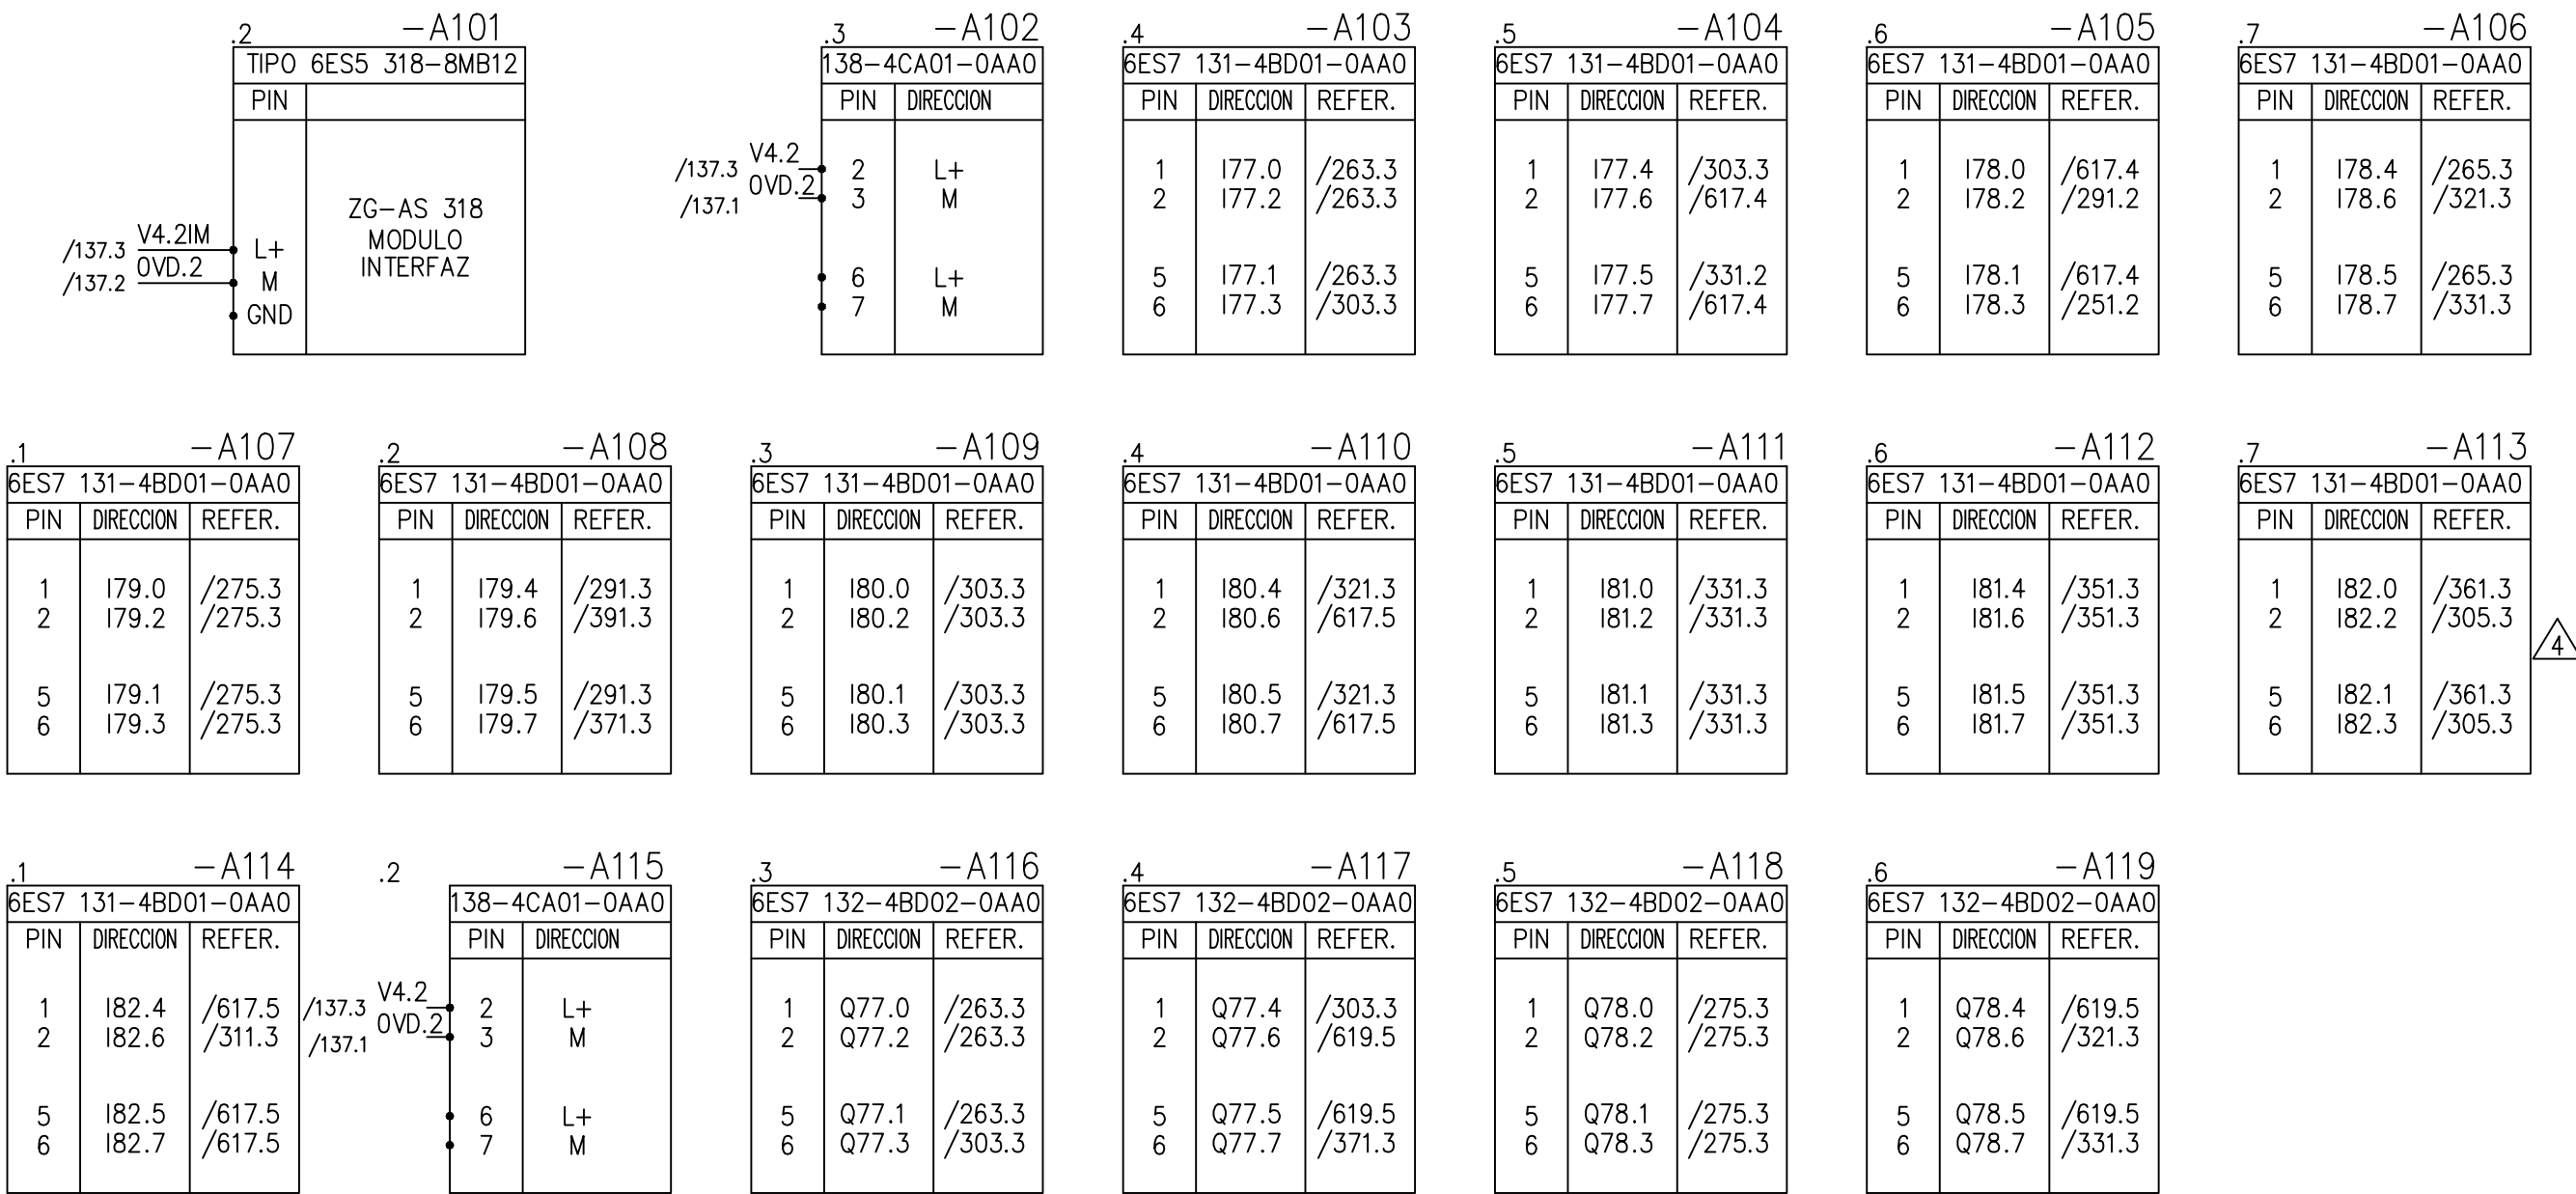 .2 -A101
TIPO 6ES5 318-8MB12
PIN
ZG-AS 318
MODULO
INTERFAZ
/137.3 V4.2IM L+
/137.2 0VD.2 M
GND
.3 -A102
138-4CA01-0AA0
PIN DIRECCION
/137.3 V4.2 2 L+
/137.1 0VD.2 3 M
6 L+
7 M
.4 -A103
6ES7 131-4BD01-0AA0
PIN DIRECCION REFER.
1 I77.0 /263.3
2 I77.2 /263.3
5 I77.1 /263.3
6 I77.3 /303.3
.5 -A104
6ES7 131-4BD01-0AA0
PIN DIRECCION REFER.
1 I77.4 /303.3
2 I77.6 /617.4
5 I77.5 /331.2
6 I77.7 /617.4
.6 -A105
6ES7 131-4BD01-0AA0
PIN DIRECCION REFER.
1 I78.0 /617.4
2 I78.2 /291.2
5 I78.1 /617.4
6 I78.3 /251.2
.7 -A106
6ES7 131-4BD01-0AA0
PIN DIRECCION REFER.
1 I78.4 /265.3
2 I78.6 /321.3
5 I78.5 /265.3
6 I78.7 /331.3
.1 -A107
6ES7 131-4BD01-0AA0
PIN DIRECCION REFER.
1 I79.0 /275.3
2 I79.2 /275.3
5 I79.1 /275.3
6 I79.3 /275.3
.2 -A108
6ES7 131-4BD01-0AA0
PIN DIRECCION REFER.
1 I79.4 /291.3
2 I79.6 /391.3
5 I79.5 /291.3
6 I79.7 /371.3
.3 -A109
6ES7 131-4BD01-0AA0
PIN DIRECCION REFER.
1 I80.0 /303.3
2 I80.2 /303.3
5 I80.1 /303.3
6 I80.3 /303.3
.4 -A110
6ES7 131-4BD01-0AA0
PIN DIRECCION REFER.
1 I80.4 /321.3
2 I80.6 /617.5
5 I80.5 /321.3
6 I80.7 /617.5
.5 -A111
6ES7 131-4BD01-0AA0
PIN DIRECCION REFER.
1 I81.0 /331.3
2 I81.2 /331.3
5 I81.1 /331.3
6 I81.3 /331.3
.6 -A112
6ES7 131-4BD01-0AA0
PIN DIRECCION REFER.
1 I81.4 /351.3
2 I81.6 /351.3
5 I81.5 /351.3
6 I81.7 /351.3
.7 -A113
6ES7 131-4BD01-0AA0
PIN DIRECCION REFER.
1 I82.0 /361.3
2 I82.2 /305.3
5 I82.1 /361.3
6 I82.3 /305.3
4
.1 -A114
6ES7 131-4BD01-0AA0
PIN DIRECCION REFER.
1 I82.4 /617.5
2 I82.6 /311.3
5 I82.5 /617.5
6 I82.7 /617.5
.2 -A115
138-4CA01-0AA0
PIN DIRECCION
/137.3 V4.2 2 L+
/137.1 0VD.2 3 M
6 L+
7 M
.3 -A116
6ES7 132-4BD02-0AA0
PIN DIRECCION REFER.
1 Q77.0 /263.3
2 Q77.2 /263.3
5 Q77.1 /263.3
6 Q77.3 /303.3
.4 -A117
6ES7 132-4BD02-0AA0
PIN DIRECCION REFER.
1 Q77.4 /303.3
2 Q77.6 /619.5
5 Q77.5 /619.5
6 Q77.7 /371.3
.5 -A118
6ES7 132-4BD02-0AA0
PIN DIRECCION REFER.
1 Q78.0 /275.3
2 Q78.2 /275.3
5 Q78.1 /275.3
6 Q78.3 /275.3
.6 -A119
6ES7 132-4BD02-0AA0
PIN DIRECCION REFER.
1 Q78.4 /619.5
2 Q78.6 /321.3
5 Q78.5 /619.5
6 Q78.7 /331.3